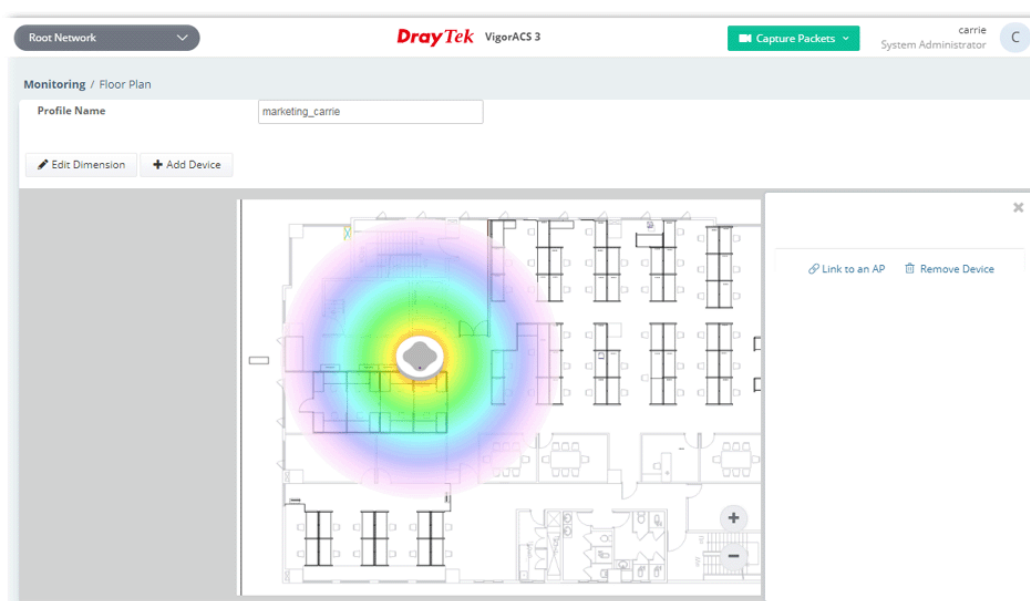 Root Network
DrayTek VigorACS 3
Capture Packets
carrie
System Administrator
C
Monitoring / Floor Plan
Profile Name
marketing_carrie
Edit Dimension
Add Device
Link to an AP
Remove Device